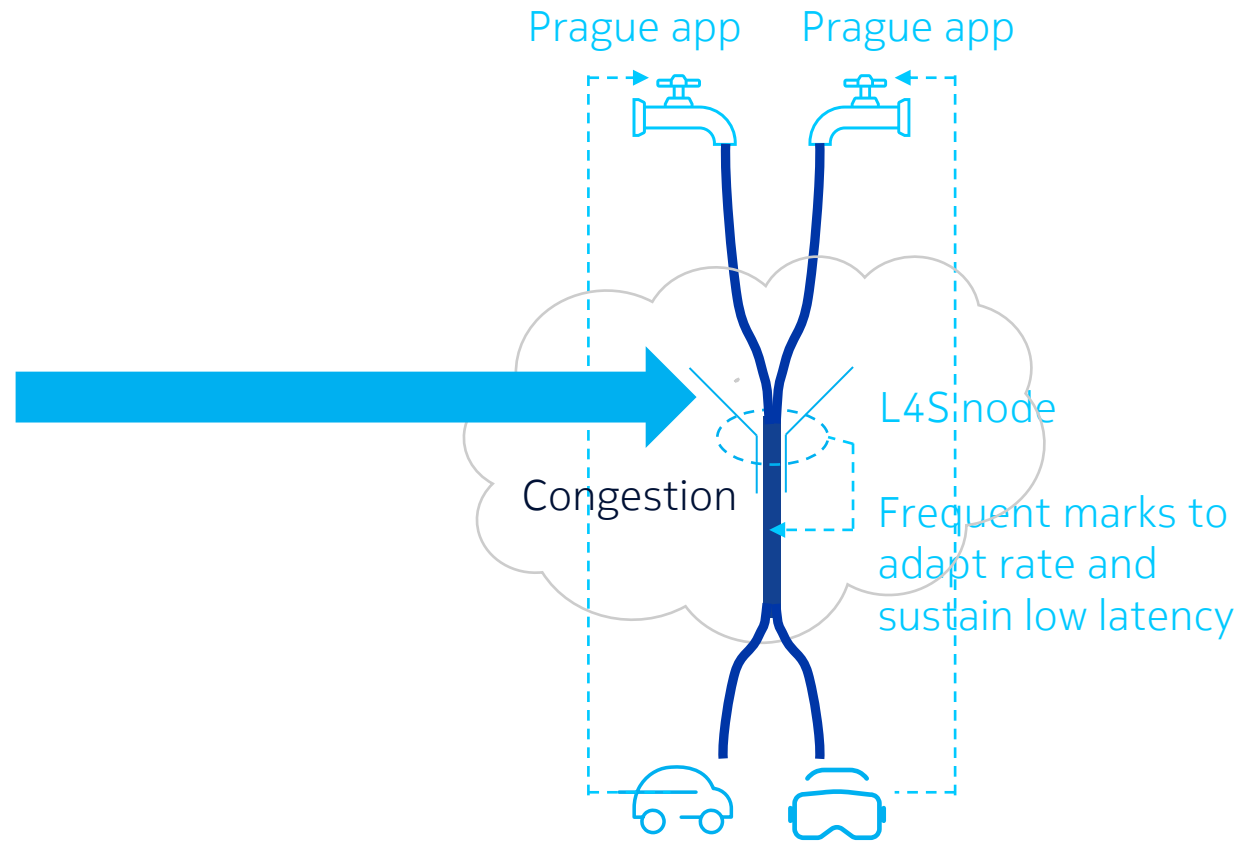 Prague app
Prague app
L4S node
Congestion
Frequent marks to
adapt rate and
sustain low latency